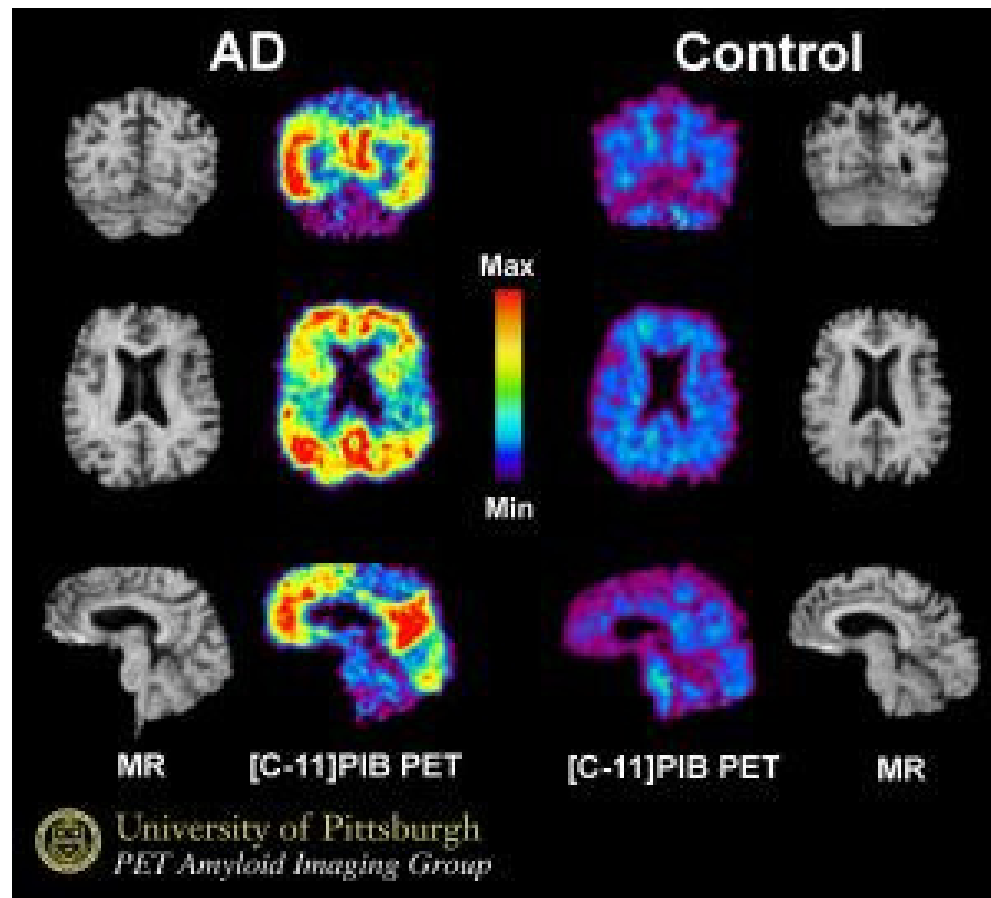 AD Control
Max
Min
MR [C-11]PIB PET [C-11]PIB PET MR
University of Pittsburgh
PET Amyloid Imaging Group